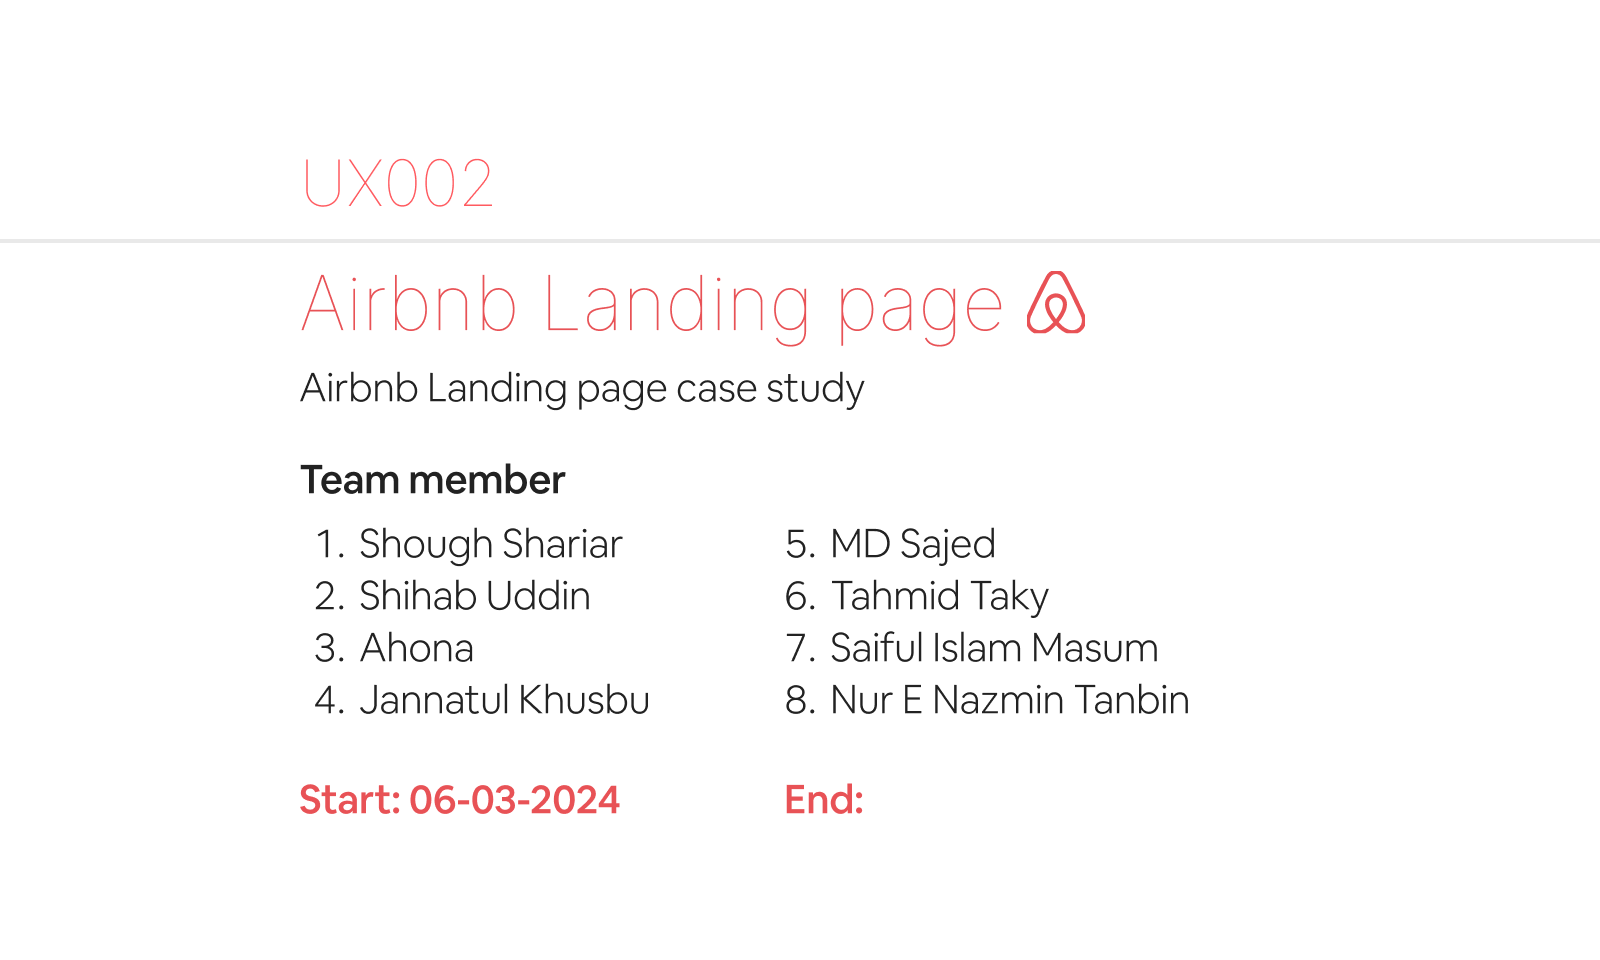 UX002
Airbnb Landing page
Airbnb Landing page case study
Team member
1. Shough Shariar
2. Shihab Uddin
3. Ahona
4. Jannatul Khusbu
5. MD Sajed
6. Tahmid Taky
7. Saiful Islam Masum
8. Nur E Nazmin Tanbin
Start: 06-03-2024
End: